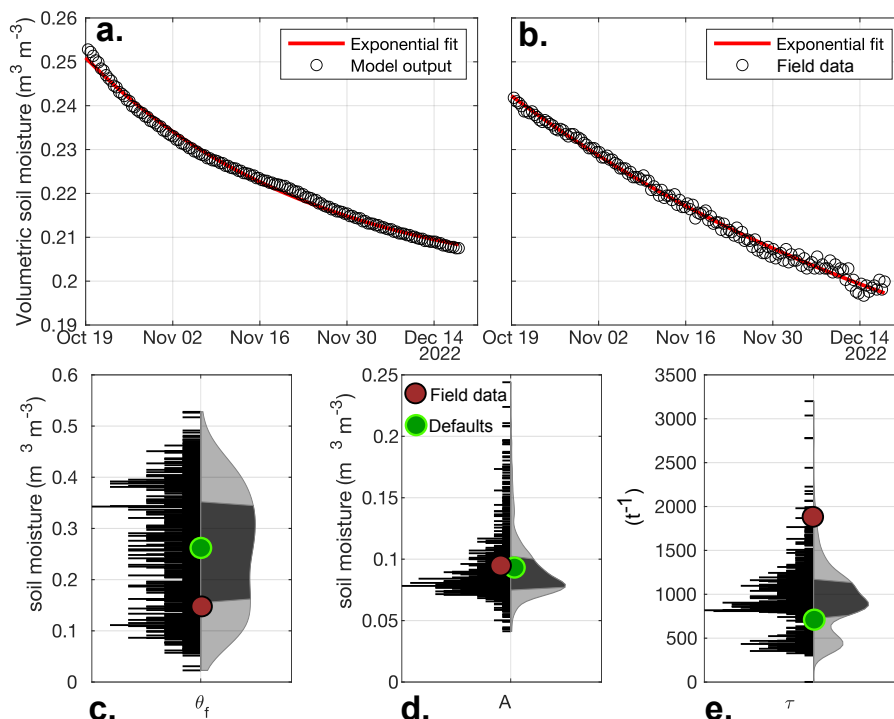 a.
b.
Volumetric soil moisture (m³ m⁻³)
0.26
0.25
0.24
0.23
0.22
0.21
0.2
0.19
Exponential fit
Model output
Exponential fit
Field data
Oct 19 Nov 02 Nov 16 Nov 30 Dec 14
2022
Oct 19 Nov 02 Nov 16 Nov 30 Dec 14
2022
soil moisture (m³ m⁻³)
0.6
0.5
0.4
0.3
0.2
0.1
0
c.
θf
soil moisture (m³ m⁻³)
0.25
0.2
0.15
0.1
0.05
0
Field data
Defaults
d.
A
(t⁻¹)
3500
3000
2500
2000
1500
1000
500
0
e.
τ